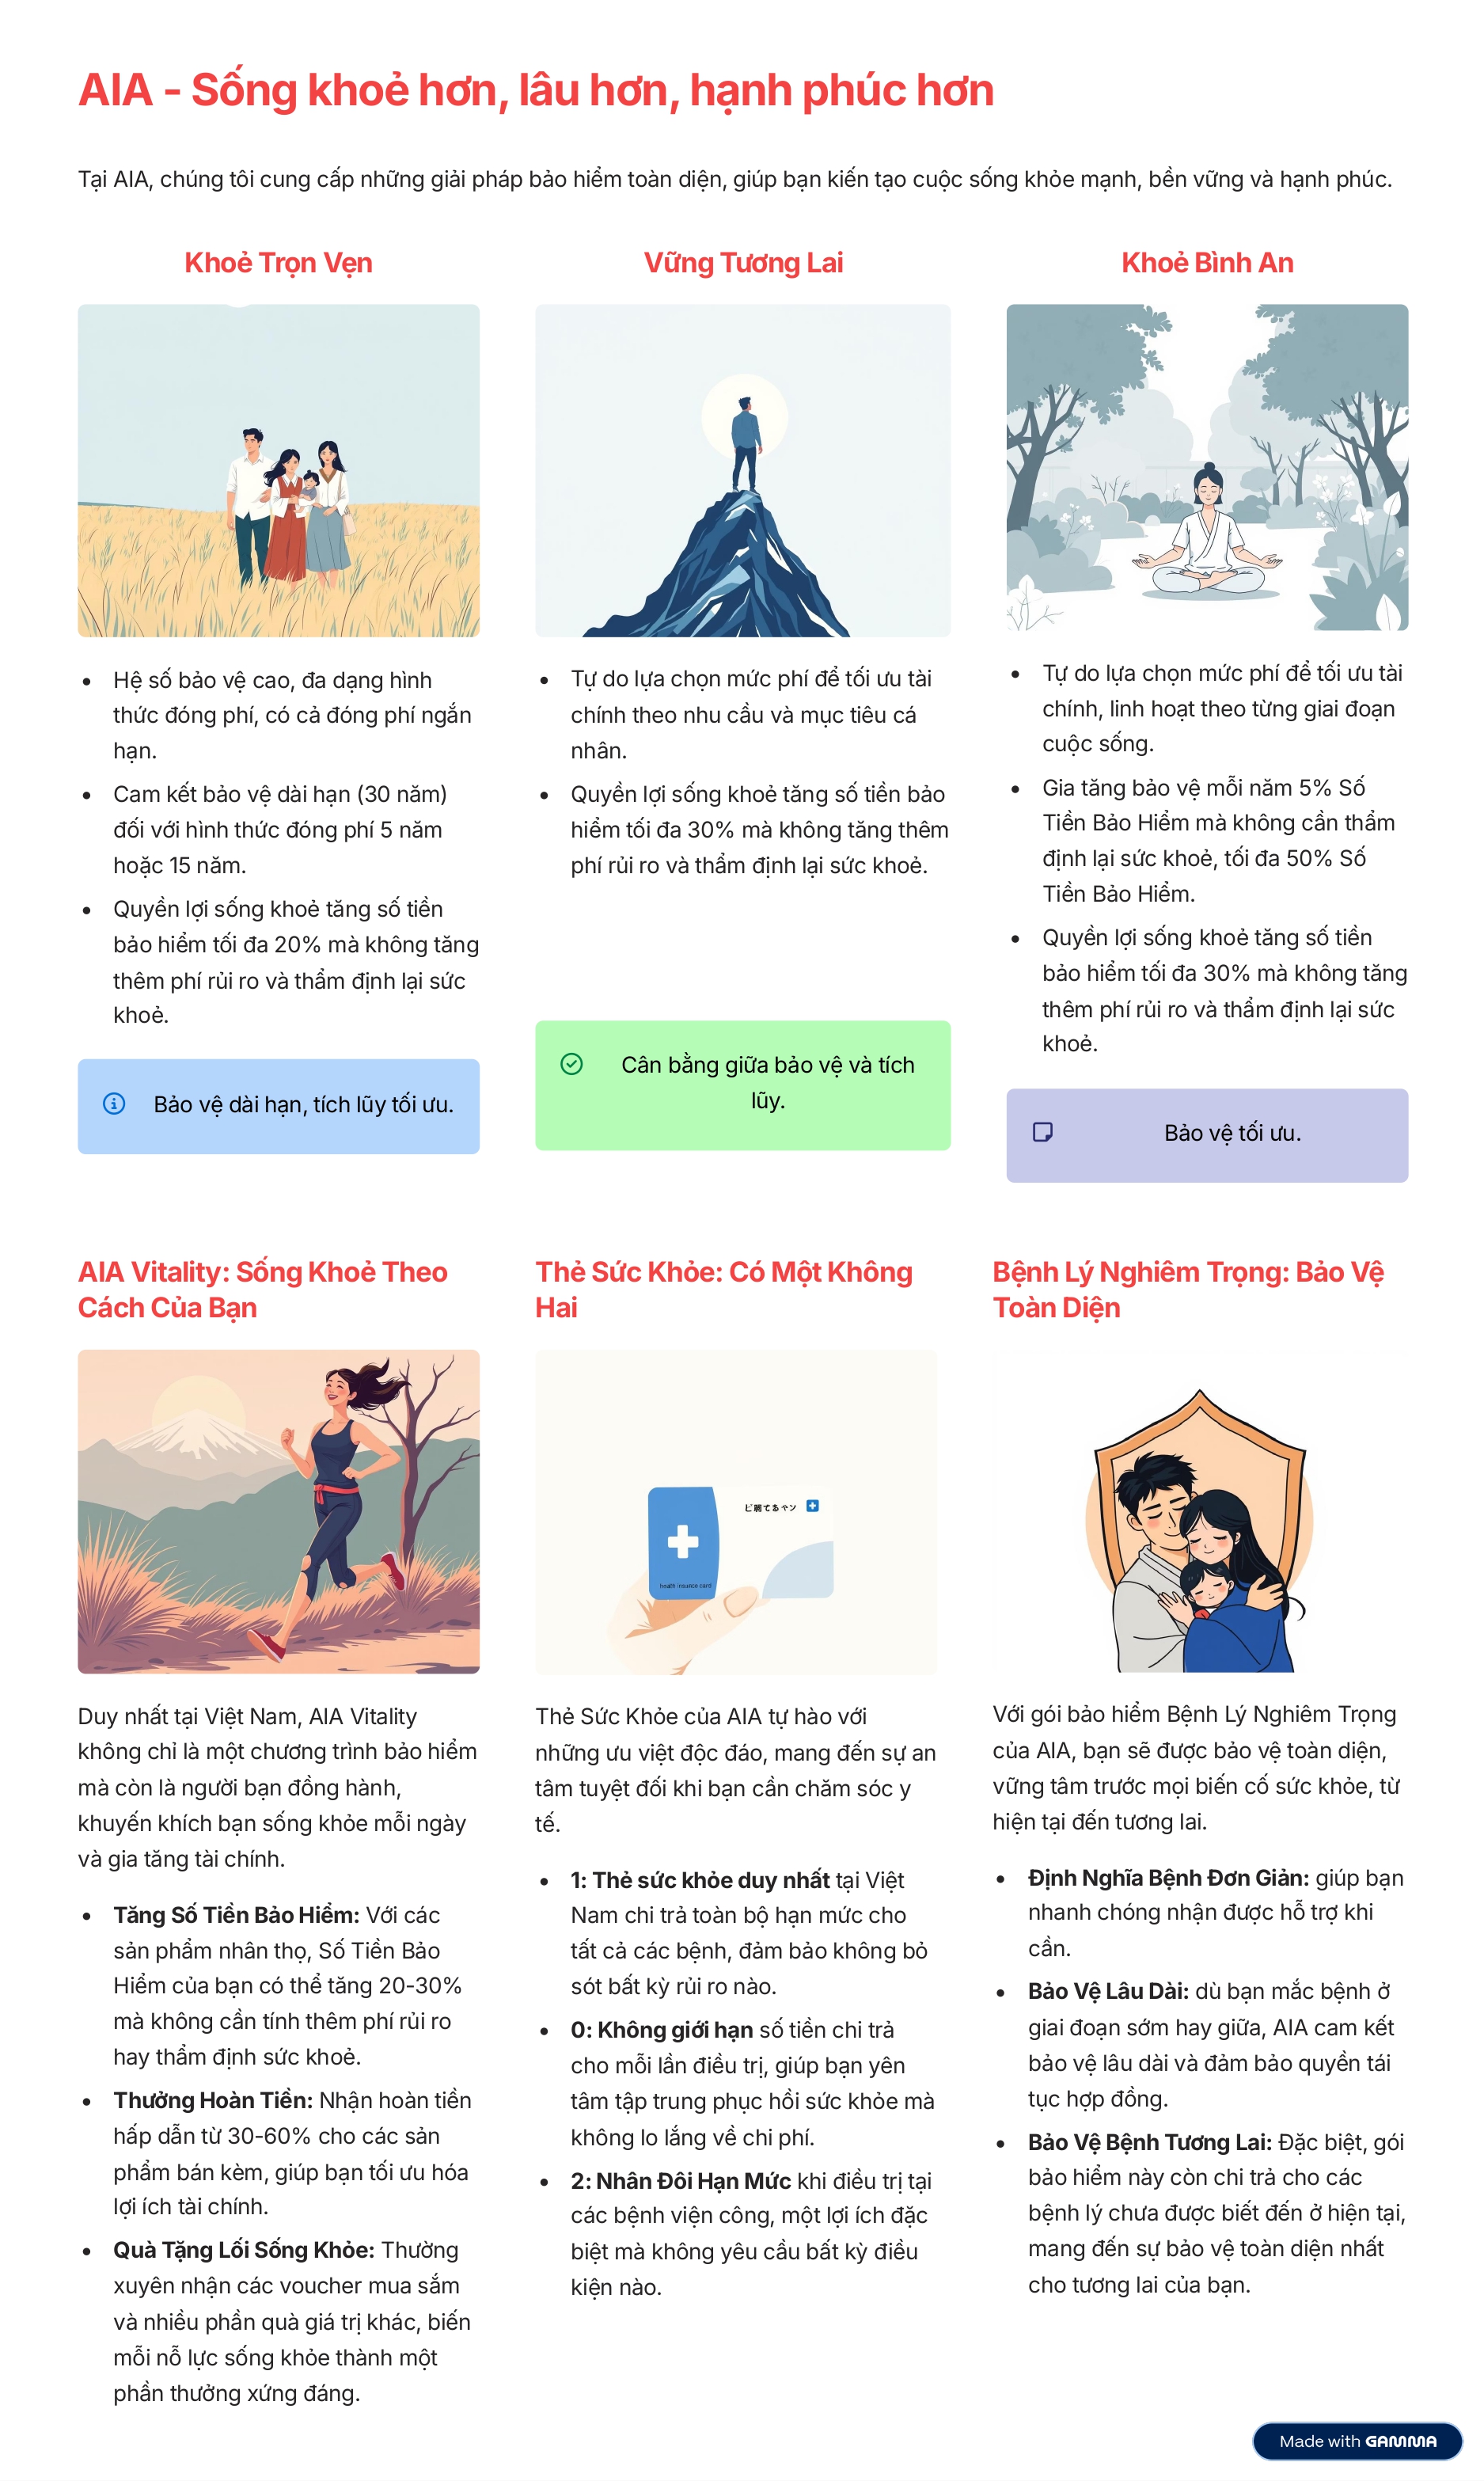 AIA - Sống khoẻ hơn, lâu hơn, hạnh phúc hơn
Tại AIA, chúng tôi cung cấp những giải pháp bảo hiểm toàn diện, giúp bạn kiến tạo cuộc sống khỏe mạnh, bền vững và hạnh phúc.
Khoẻ Trọn Vẹn
Hệ số bảo vệ cao, đa dạng hình
thức đóng phí, có cả đóng phí ngắn
hạn.
Cam kết bảo vệ dài hạn (30 năm)
đối với hình thức đóng phí 5 năm
hoặc 15 năm.
Quyền lợi sống khoẻ tăng số tiền
bảo hiểm tối đa 20% mà không tăng
thêm phí rủi ro và thẩm định lại sức
khoẻ.
Bảo vệ dài hạn, tích lũy tối ưu.
Vững Tương Lai
Tự do lựa chọn mức phí để tối ưu tài
chính theo nhu cầu và mục tiêu cá
nhân.
Quyền lợi sống khoẻ tăng số tiền bảo
hiểm tối đa 30% mà không tăng thêm
phí rủi ro và thẩm định lại sức khoẻ.
Cân bằng giữa bảo vệ và tích
lũy.
Khoẻ Bình An
Tự do lựa chọn mức phí để tối ưu tài
chính, linh hoạt theo từng giai đoạn
cuộc sống.
Gia tăng bảo vệ mỗi năm 5% Số
Tiền Bảo Hiểm mà không cần thẩm
định lại sức khoẻ, tối đa 50% Số
Tiền Bảo Hiểm.
Quyền lợi sống khoẻ tăng số tiền
bảo hiểm tối đa 30% mà không tăng
thêm phí rủi ro và thẩm định lại sức
khoẻ.
Bảo vệ tối ưu.
AIA Vitality: Sống Khoẻ Theo
Cách Của Bạn
Duy nhất tại Việt Nam, AIA Vitality
không chỉ là một chương trình bảo hiểm
mà còn là người bạn đồng hành,
khuyến khích bạn sống khỏe mỗi ngày
và gia tăng tài chính.
Tăng Số Tiền Bảo Hiểm: Với các
sản phẩm nhân thọ, Số Tiền Bảo
Hiểm của bạn có thể tăng 20-30%
mà không cần tính thêm phí rủi ro
hay thẩm định sức khoẻ.
Thưởng Hoàn Tiền: Nhận hoàn tiền
hấp dẫn từ 30-60% cho các sản
phẩm bán kèm, giúp bạn tối ưu hóa
lợi ích tài chính.
Quà Tặng Lối Sống Khỏe: Thường
xuyên nhận các voucher mua sắm
và nhiều phần quà giá trị khác, biến
mỗi nỗ lực sống khỏe thành một
phần thưởng xứng đáng.
Thẻ Sức Khỏe: Có Một Không
Hai
Thẻ Sức Khỏe của AIA tự hào với
những ưu việt độc đáo, mang đến sự an
tâm tuyệt đối khi bạn cần chăm sóc y
tế.
1: Thẻ sức khỏe duy nhất tại Việt
Nam chi trả toàn bộ hạn mức cho
tất cả các bệnh, đảm bảo không bỏ
sót bất kỳ rủi ro nào.
0: Không giới hạn số tiền chi trả
cho mỗi lần điều trị, giúp bạn yên
tâm tập trung phục hồi sức khỏe mà
không lo lắng về chi phí.
2: Nhân Đôi Hạn Mức khi điều trị tại
các bệnh viện công, một lợi ích đặc
biệt mà không yêu cầu bất kỳ điều
kiện nào.
Bệnh Lý Nghiêm Trọng: Bảo Vệ
Toàn Diện
Với gói bảo hiểm Bệnh Lý Nghiêm Trọng
của AIA, bạn sẽ được bảo vệ toàn diện,
vững tâm trước mọi biến cố sức khỏe, từ
hiện tại đến tương lai.
Định Nghĩa Bệnh Đơn Giản: giúp bạn
nhanh chóng nhận được hỗ trợ khi
cần.
Bảo Vệ Lâu Dài: dù bạn mắc bệnh ở
giai đoạn sớm hay giữa, AIA cam kết
bảo vệ lâu dài và đảm bảo quyền tái
tục hợp đồng.
Bảo Vệ Bệnh Tương Lai: Đặc biệt, gói
bảo hiểm này còn chi trả cho các
bệnh lý chưa được biết đến ở hiện tại,
mang đến sự bảo vệ toàn diện nhất
cho tương lai của bạn.
Made with GAMMA